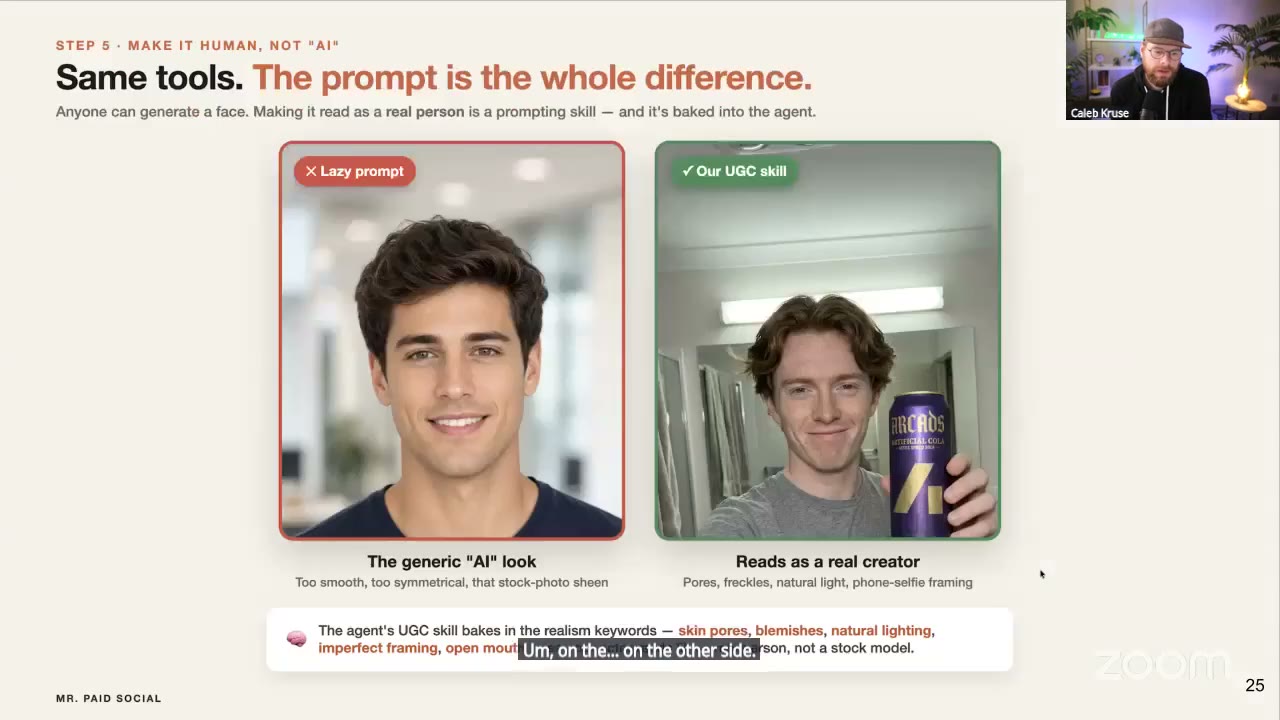 STEP 5 · MAKE IT HUMAN, NOT "AI"
Same tools. The prompt is the whole difference.
Anyone can generate a face. Making it read as a real person is a prompting skill — and it's baked into the agent.
Caleb Kruse
✕ Lazy prompt
✓ Our UGC skill
ARCADS
ARTIFICIAL COLA
The generic "AI" look
Too smooth, too symmetrical, that stock-photo sheen
Reads as a real creator
Pores, freckles, natural light, phone-selfie framing
The agent's UGC skill bakes in the realism keywords — skin pores, blemishes, natural lighting,
imperfect framing, open mout
Um, on the... on the other side.
rson, not a stock model.
zoom
MR. PAID SOCIAL
25